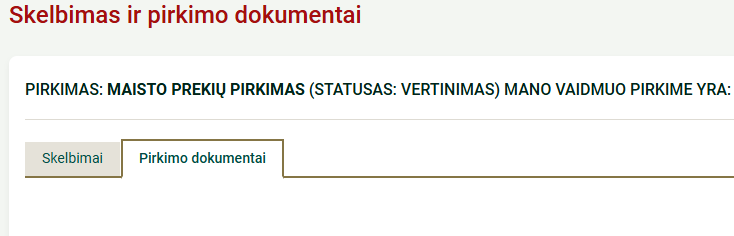 Skelbimas ir pirkimo dokumentai
PIRKIMAS: MAISTO PREKIŲ PIRKIMAS (STATUSAS: VERTINIMAS) MANO VAIDMUO PIRKIME YRA:
Skelbimai
Pirkimo dokumentai